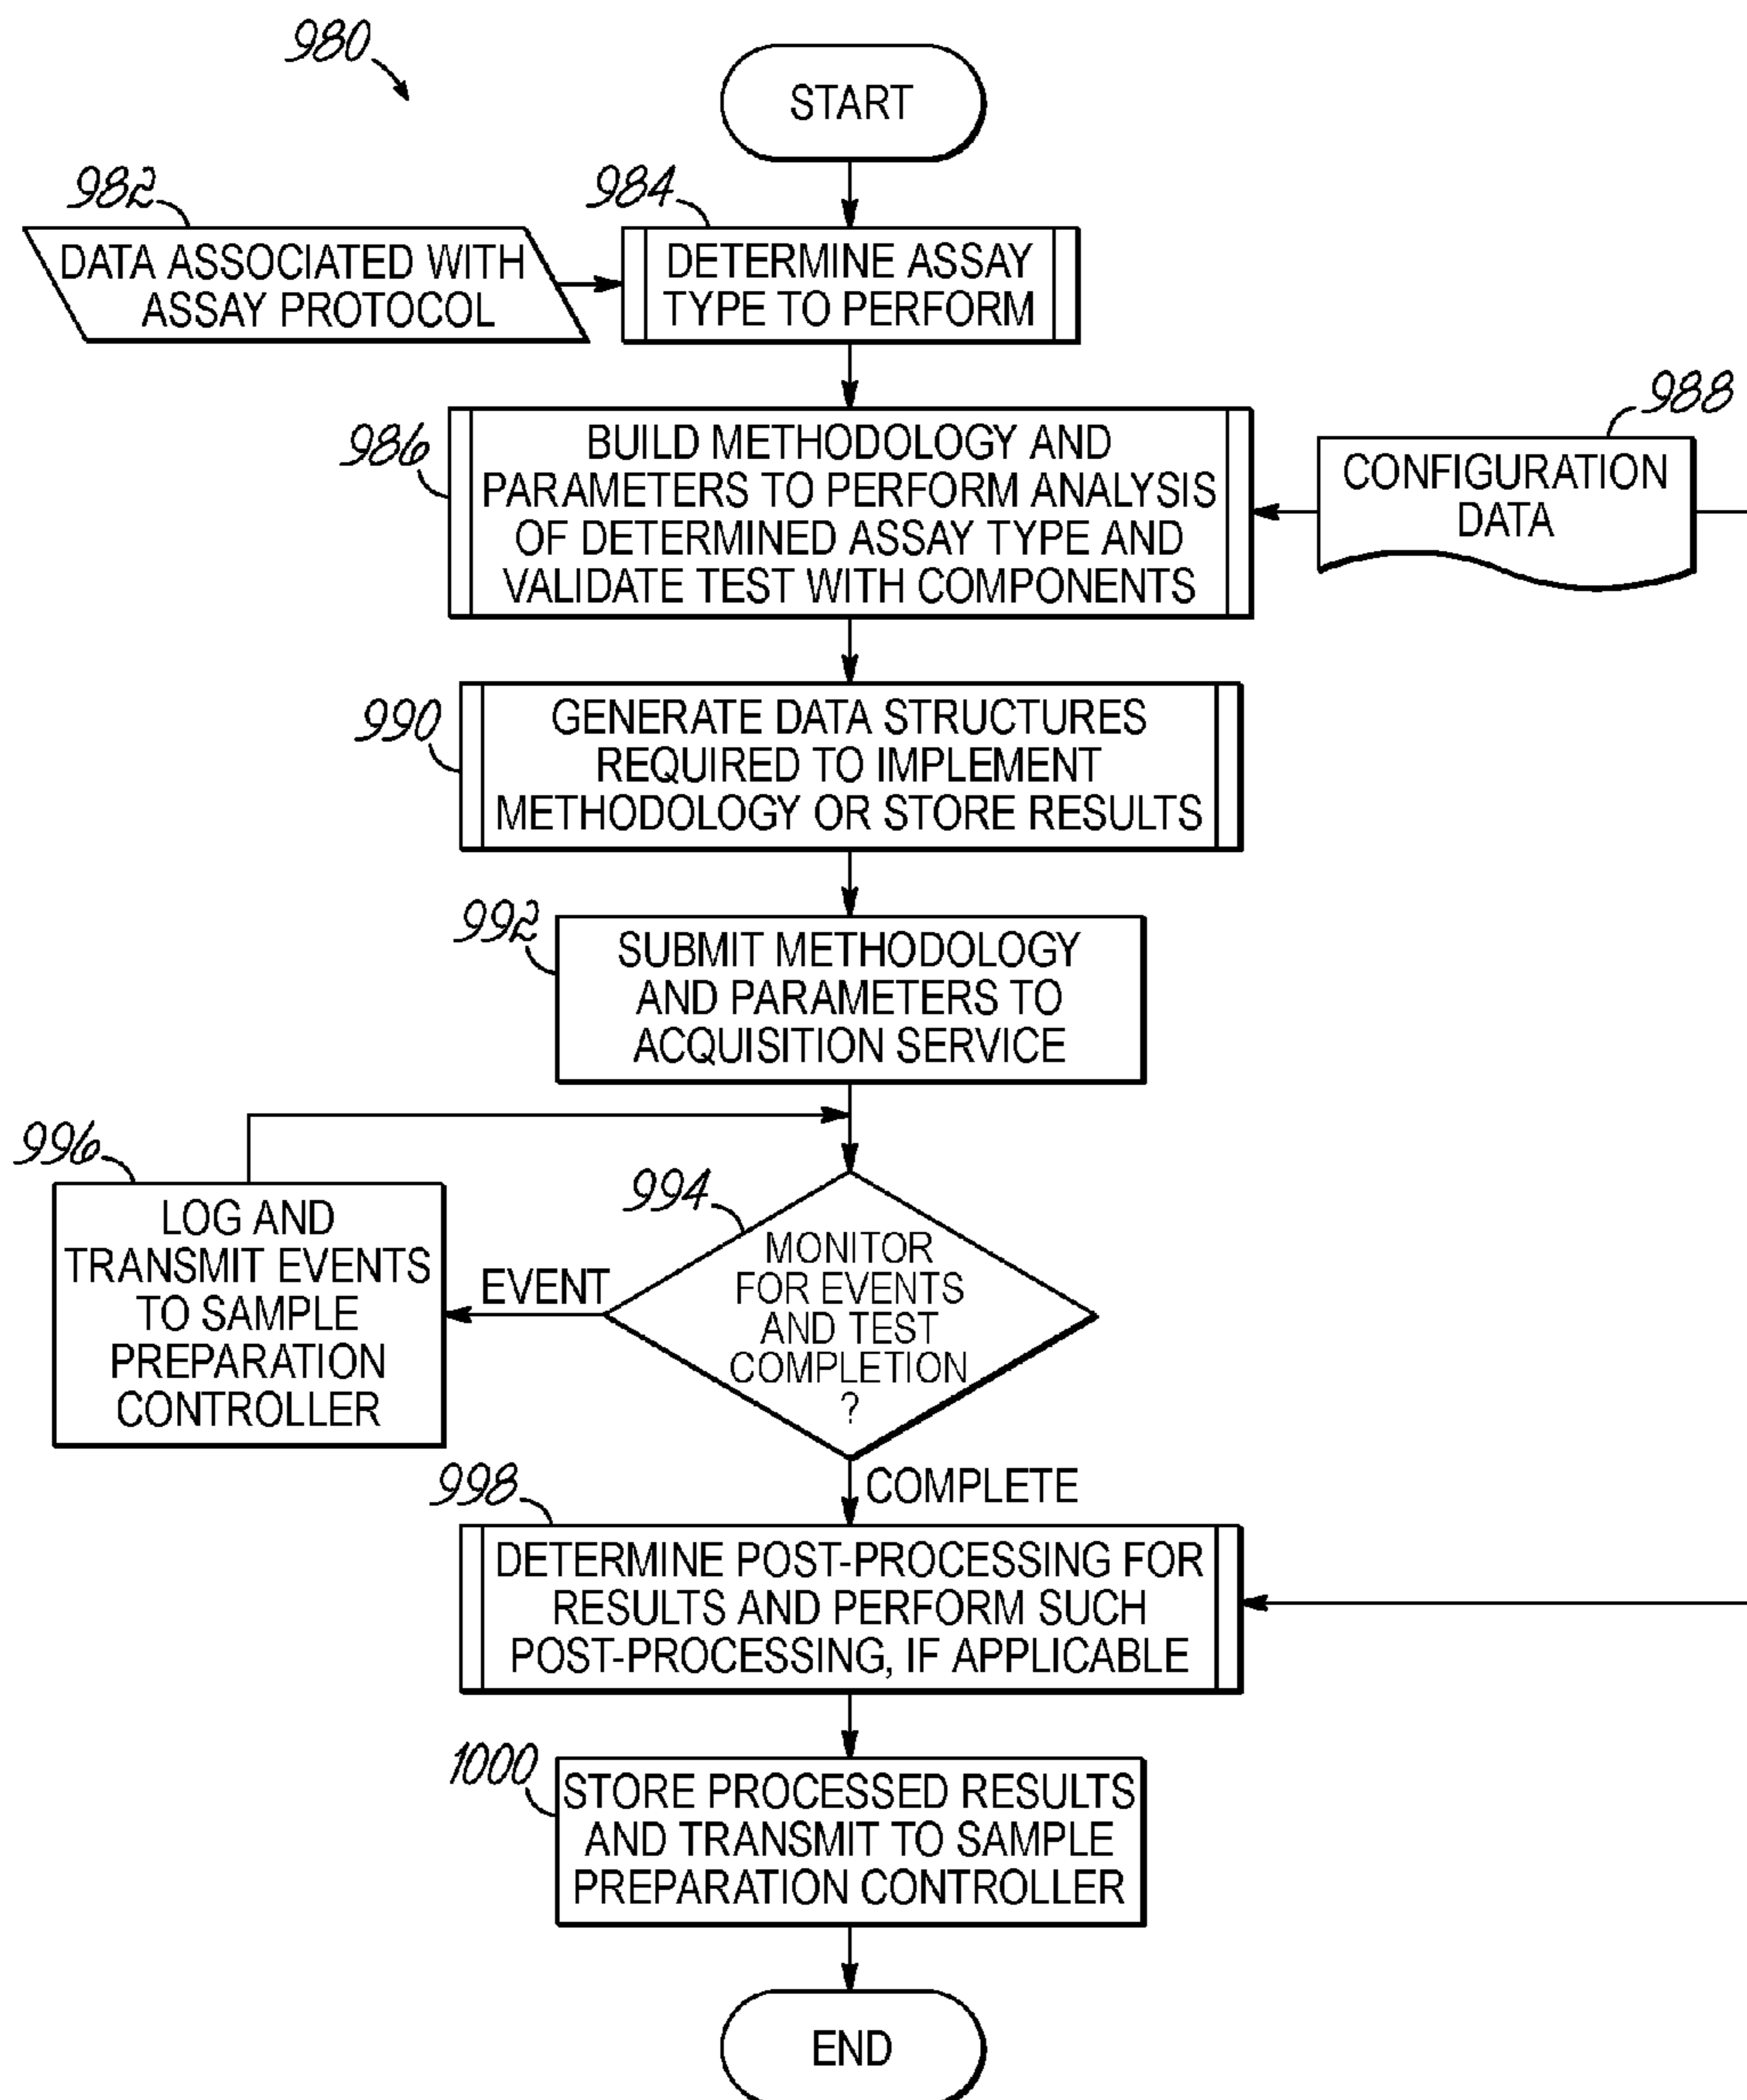 980
START
982
984
DATA ASSOCIATED WITH
ASSAY PROTOCOL
DETERMINE ASSAY
TYPE TO PERFORM
986
988
BUILD METHODOLOGY AND
PARAMETERS TO PERFORM ANALYSIS
OF DETERMINED ASSAY TYPE AND
VALIDATE TEST WITH COMPONENTS
CONFIGURATION
DATA
990
GENERATE DATA STRUCTURES
REQUIRED TO IMPLEMENT
METHODOLOGY OR STORE RESULTS
992
SUBMIT METHODOLOGY
AND PARAMETERS TO
ACQUISITION SERVICE
996
LOG AND
TRANSMIT EVENTS
TO SAMPLE
PREPARATION
CONTROLLER
EVENT
994
MONITOR
FOR EVENTS
AND TEST
COMPLETION
?
COMPLETE
998
DETERMINE POST-PROCESSING FOR
RESULTS AND PERFORM SUCH
POST-PROCESSING, IF APPLICABLE
1000
STORE PROCESSED RESULTS
AND TRANSMIT TO SAMPLE
PREPARATION CONTROLLER
END